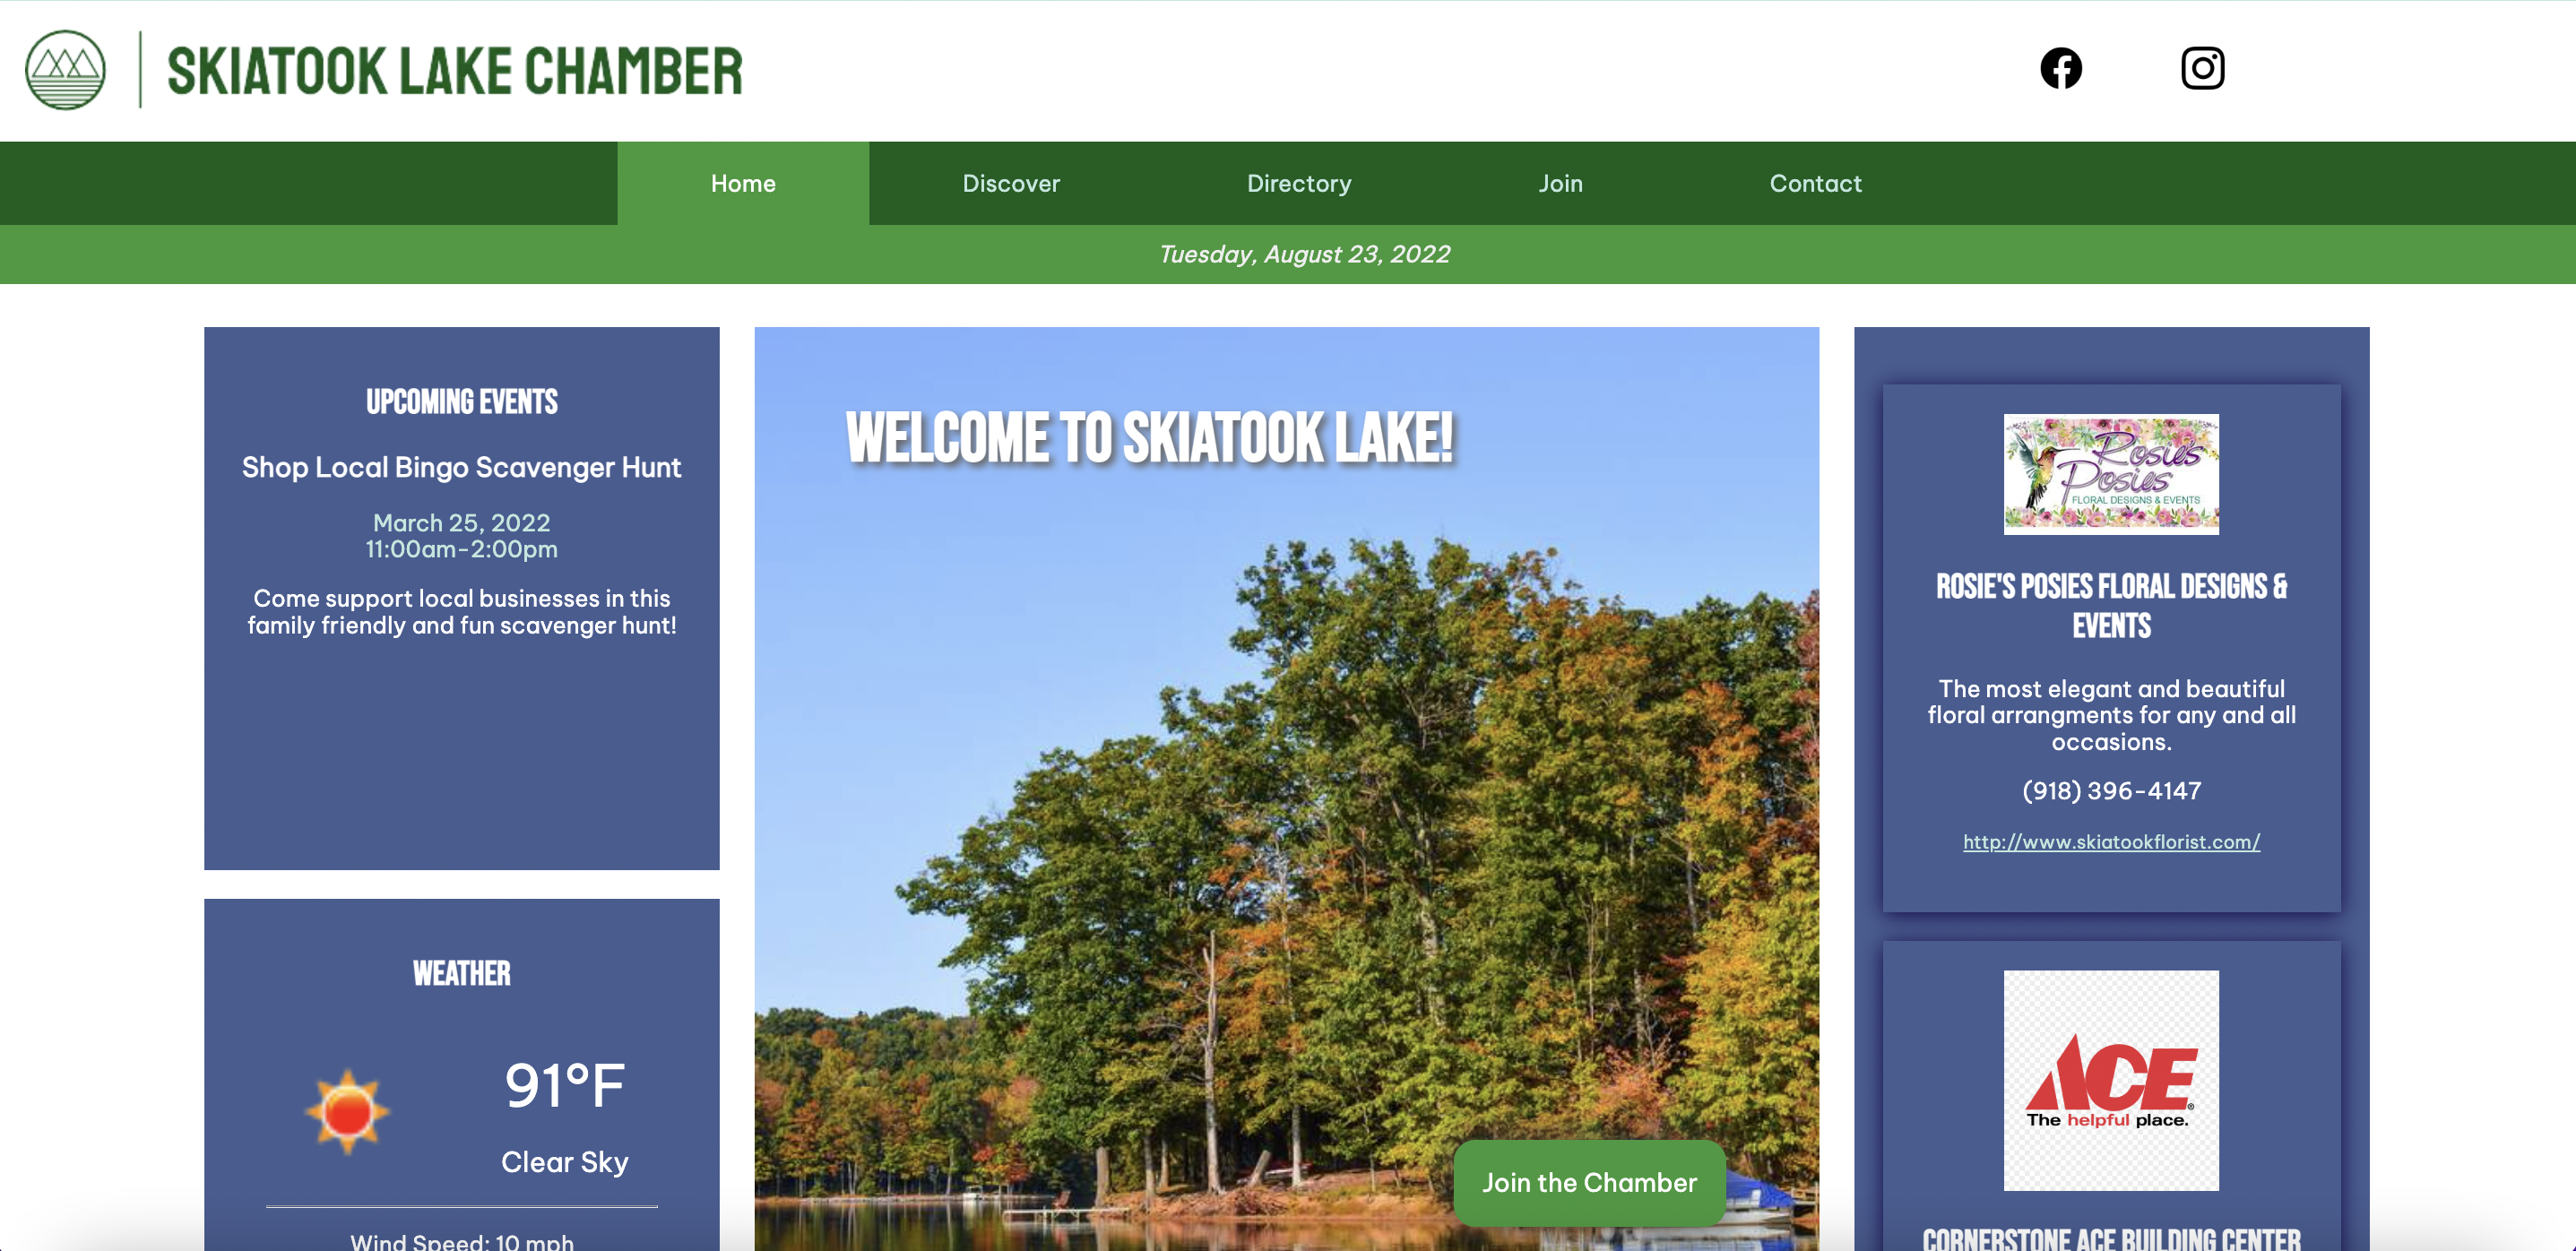 SKIATOOK LAKE CHAMBER
Home
Discover
Directory
Join
Contact
Tuesday, August 23, 2022
UPCOMING EVENTS
Shop Local Bingo Scavenger Hunt
March 25, 2022
11:00am-2:00pm
Come support local businesses in this
family friendly and fun scavenger hunt!
WEATHER
91°F
Clear Sky
Wind Speed: 10 mph
WELCOME TO SKIATOOK LAKE!
Join the Chamber
Rosie's
Posies
FLORAL DESIGNS & EVENTS
ROSIE'S POSIES FLORAL DESIGNS &
EVENTS
The most elegant and beautiful
floral arrangments for any and all
occasions.
(918) 396-4147
http://www.skiatookflorist.com/
ACE®
The helpful place.
CORNERSTONE ACE BUILDING CENTER